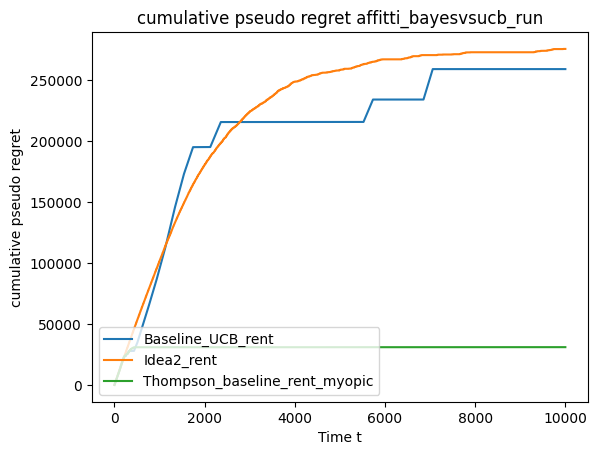 cumulative pseudo regret affitti_bayesvsucb_run
cumulative pseudo regret
250000
200000
150000
100000
50000
0
Baseline_UCB_rent
Idea2_rent
Thompson_baseline_rent_myopic
0 2000 4000 6000 8000 10000
Time t